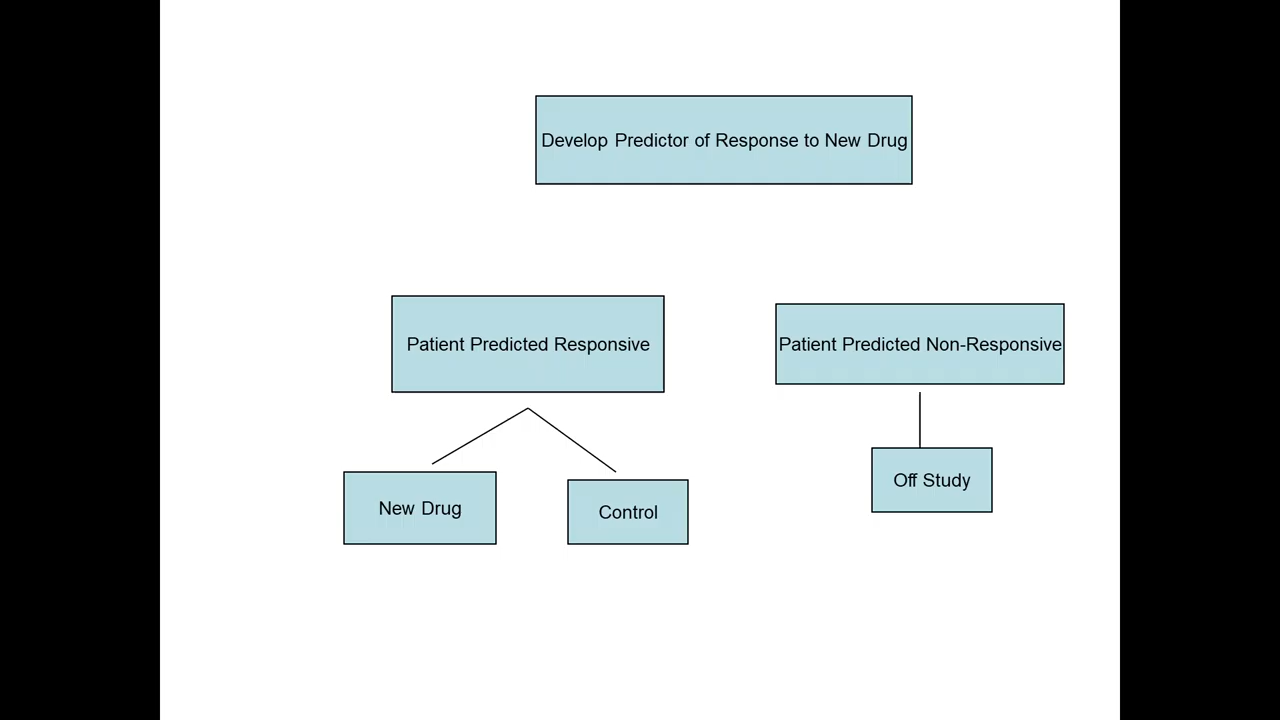 Develop Predictor of Response to New Drug
Patient Predicted Responsive
Patient Predicted Non-Responsive
New Drug
Control
Off Study